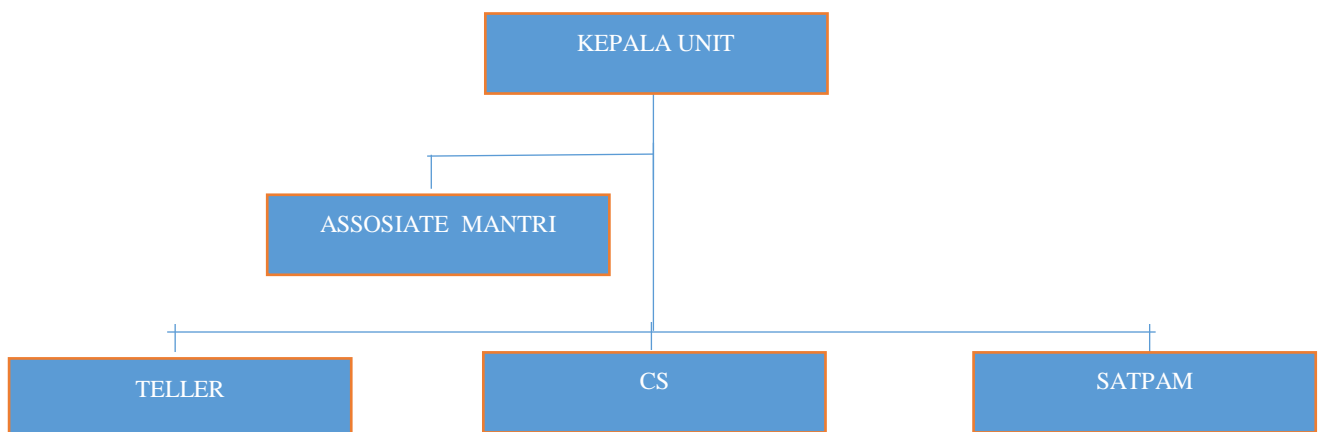 KEPALA UNIT
ASSOSIATE MANTRI
TELLER
CS
SATPAM